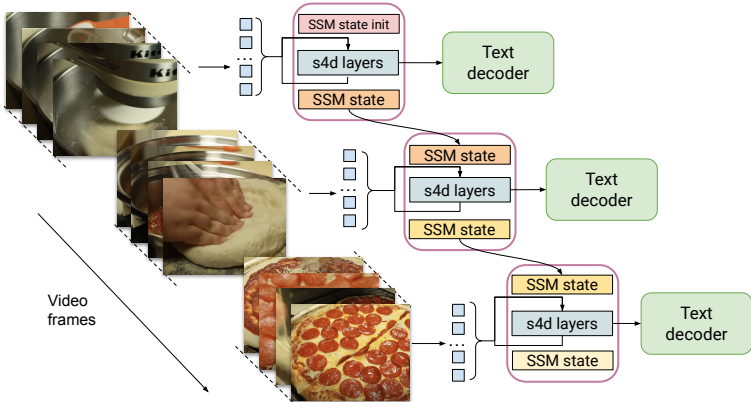 SSM state init
s4d layers
SSM state
Text
decoder
SSM state
s4d layers
SSM state
Text
decoder
SSM state
s4d layers
SSM state
Text
decoder
Video
frames